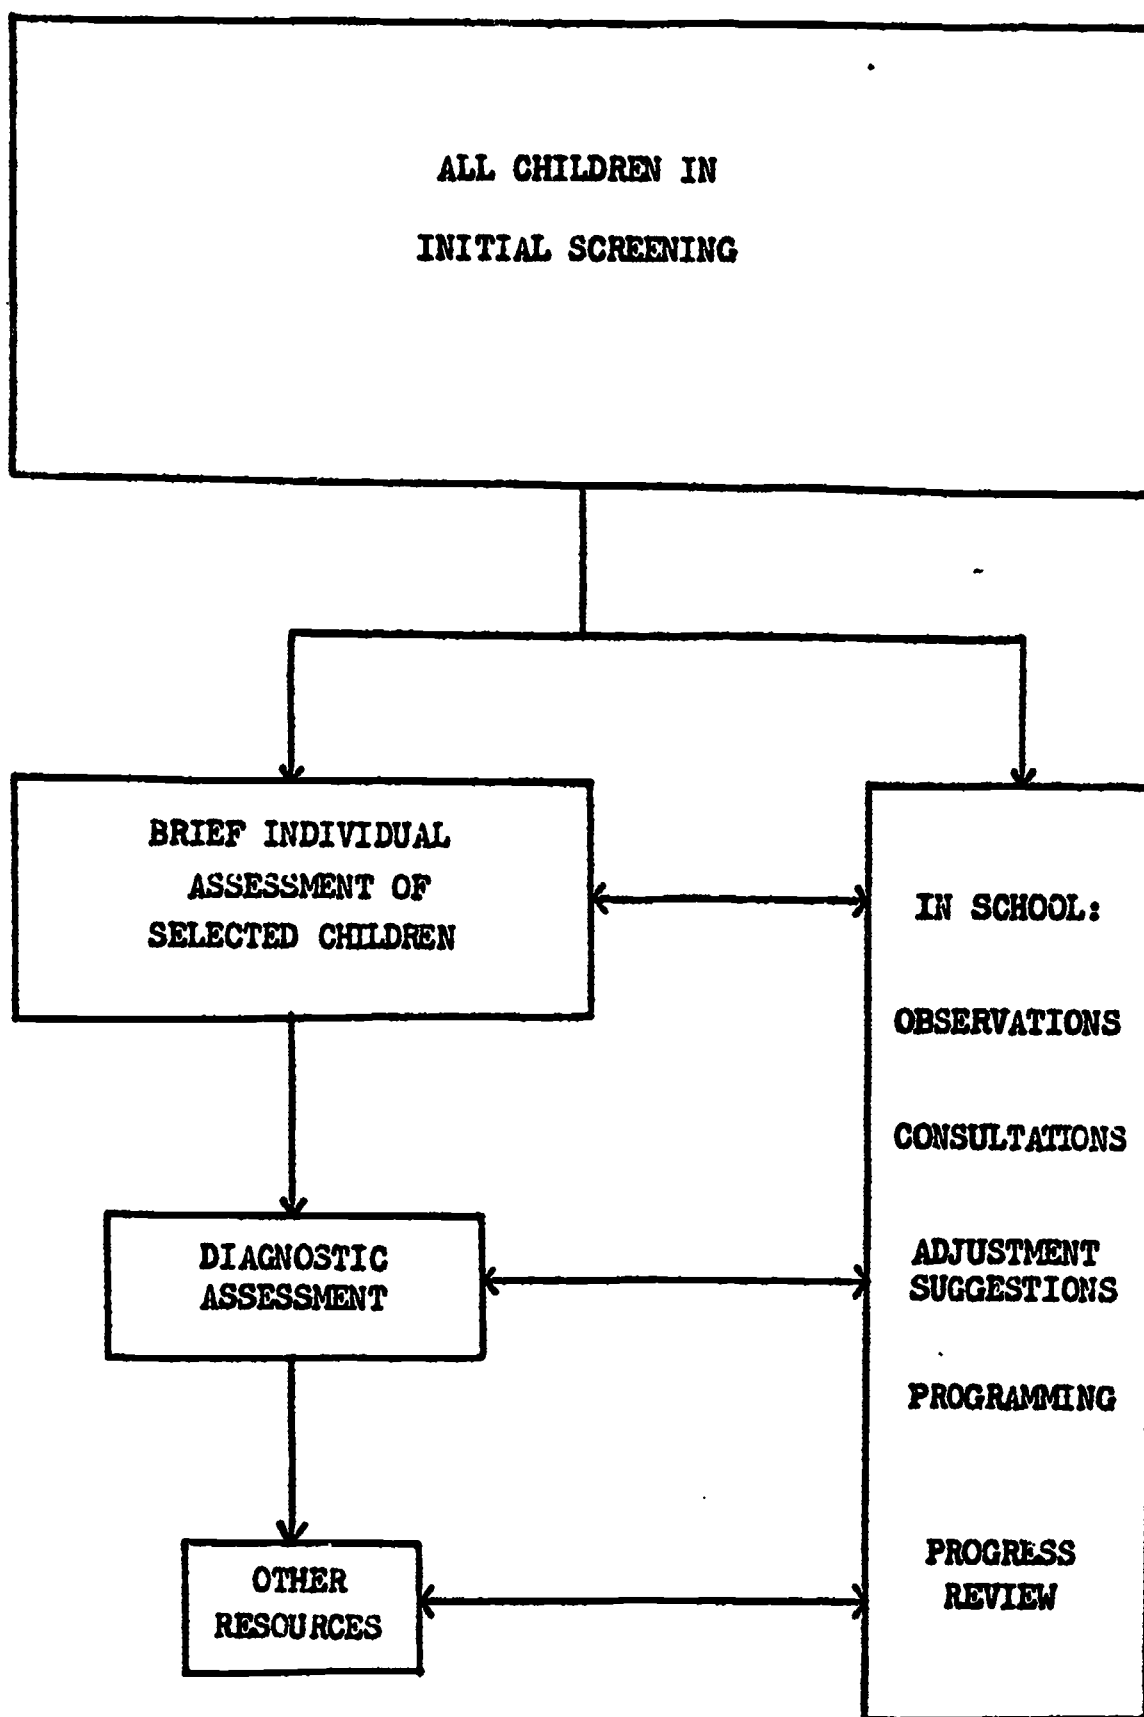 ALL CHILDREN IN
INITIAL SCREENING
BRIEF INDIVIDUAL
ASSESSMENT OF
SELECTED CHILDREN
DIAGNOSTIC
ASSESSMENT
OTHER
RESOURCES
IN SCHOOL:
OBSERVATIONS
CONSULTATIONS
ADJUSTMENT
SUGGESTIONS
PROGRAMMING
PROGRESS
REVIEW